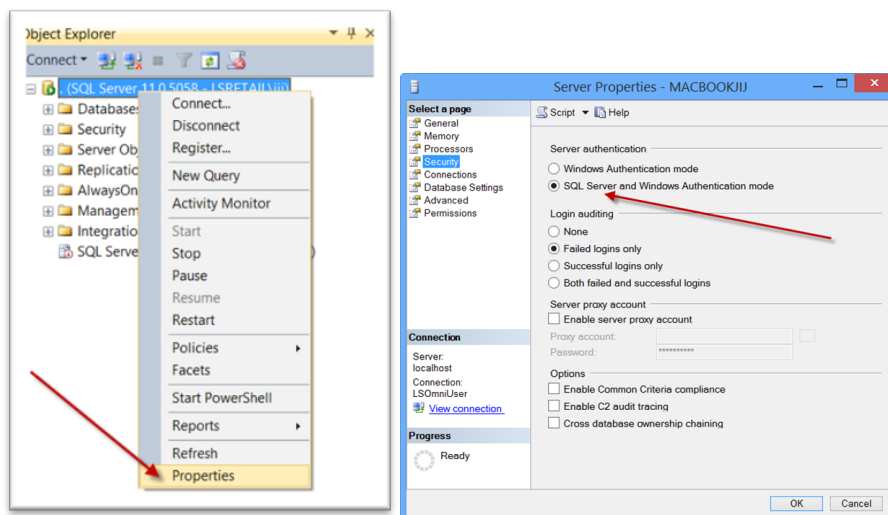 Object Explorer
Connect
. (SQL Server 11.0.5058 - LSRETAIL\jij)
Databases
Security
Server Obj
Replicatio
AlwaysOn
Managem
Integratio
SQL Serve
)
Connect...
Disconnect
Register...
New Query
Activity Monitor
Start
Stop
Pause
Resume
Restart
Policies
Facets
Start PowerShell
Reports
Refresh
Properties
Server Properties - MACBOOKJIJ
Select a page
General
Memory
Processors
Security
Connections
Database Settings
Advanced
Permissions
Connection
Server:
localhost
Connection:
LSOmniUser
View connection
Progress
Ready
Script Help
Server authentication
Windows Authentication mode
SQL Server and Windows Authentication mode
Login auditing
None
Failed logins only
Successful logins only
Both failed and successful logins
Server proxy account
Enable server proxy account
Proxy account:
Password: **********
Options
Enable Common Criteria compliance
Enable C2 audit tracing
Cross database ownership chaining
OK Cancel